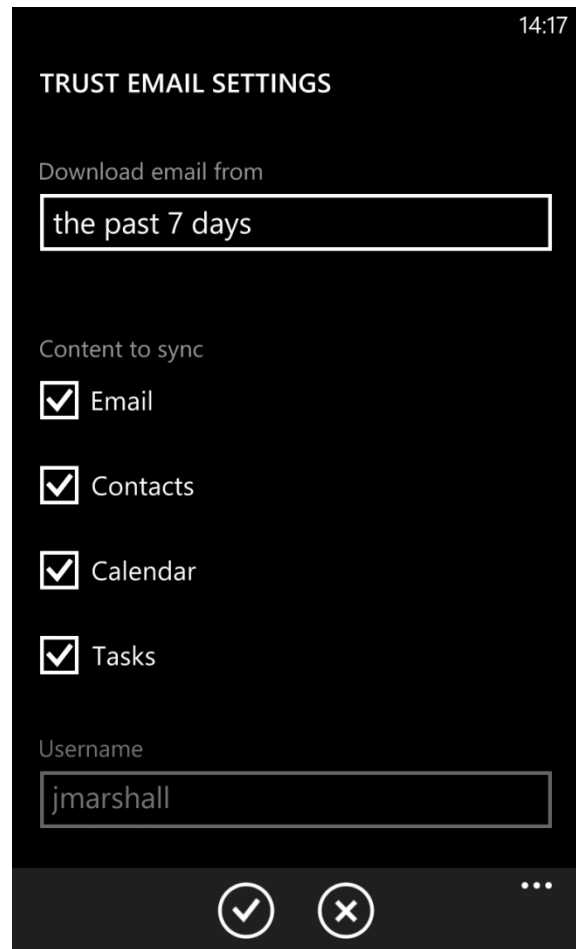 14:17
TRUST EMAIL SETTINGS
Download email from
the past 7 days
Content to sync
Email
Contacts
Calendar
Tasks
Username
jmarshall